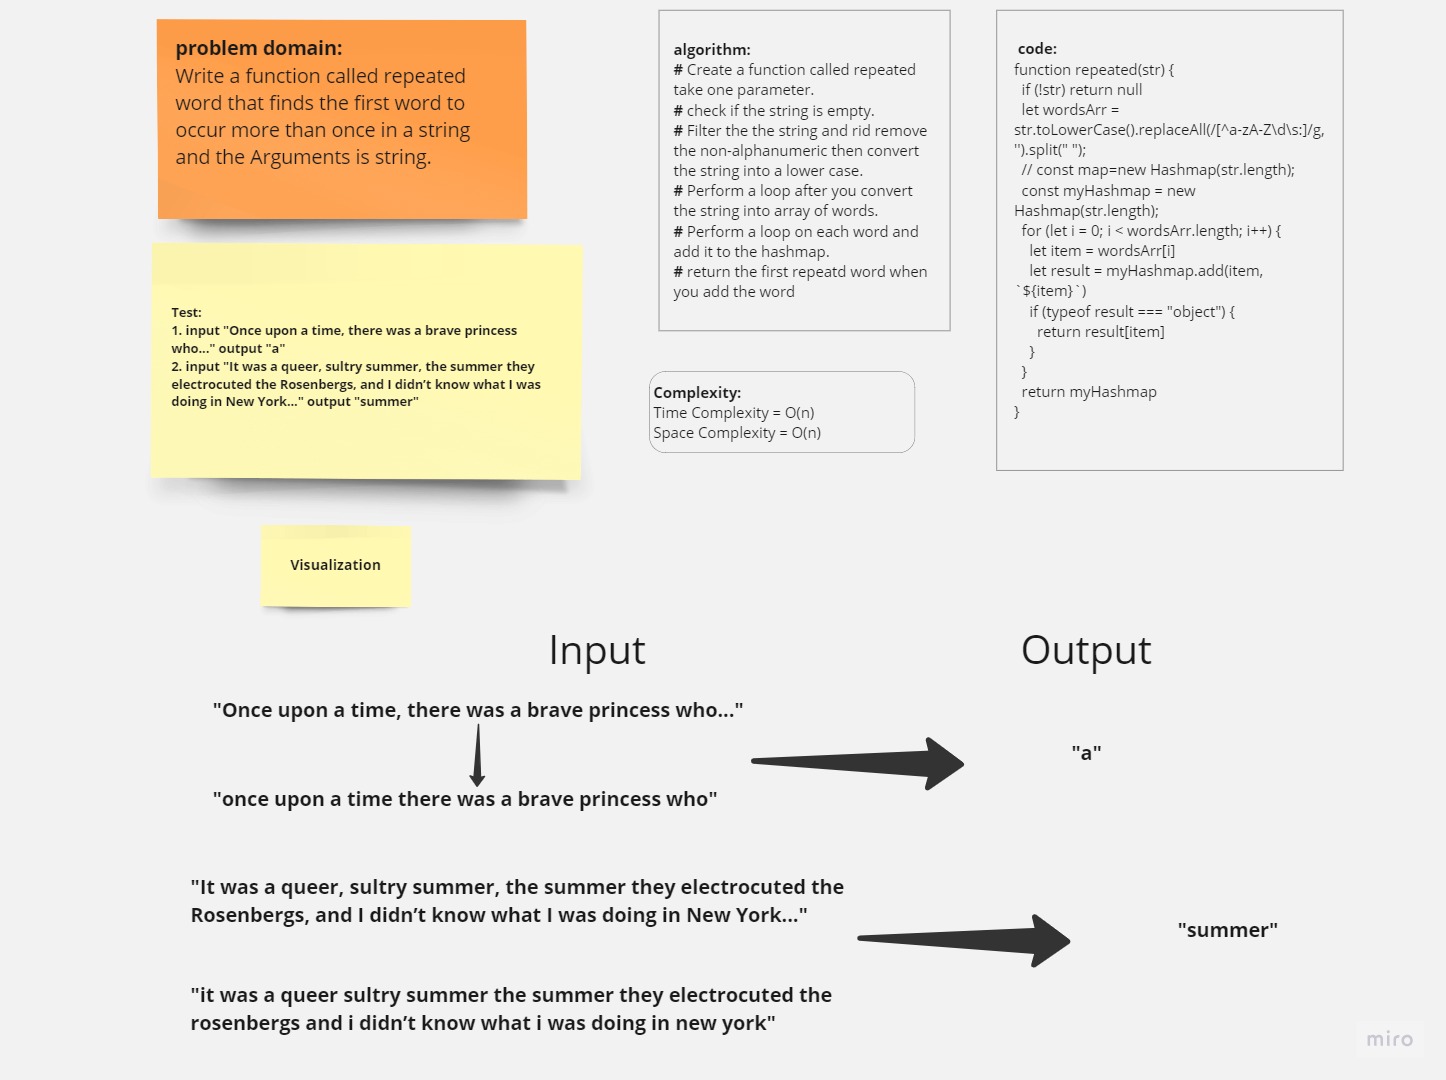 problem domain:
Write a function called repeated
word that finds the first word to
occur more than once in a string
and the Arguments is string.
Test:
1. input "Once upon a time, there was a brave princess
who..." output "a"
2. input "It was a queer, sultry summer, the summer they
electrocuted the Rosenbergs, and I didn’t know what I was
doing in New York..." output "summer"
algorithm:
# Create a function called repeated
take one parameter.
# check if the string is empty.
# Filter the the string and rid remove
the non-alphanumeric then convert
the string into a lower case.
# Perform a loop after you convert
the string into array of words.
# Perform a loop on each word and
add it to the hashmap.
# return the first repeatd word when
you add the word
Complexity:
Time Complexity = O(n)
Space Complexity = O(n)
code:
function repeated(str) {
if (!str) return null
let wordsArr =
str.toLowerCase().replaceAll(/[^a-zA-Z\d\s:]/g,
'').split(" ");
// const map=new Hashmap(str.length);
const myHashmap = new
Hashmap(str.length);
for (let i = 0; i < wordsArr.length; i++) {
let item = wordsArr[i]
let result = myHashmap.add(item,
`${item}`)
if (typeof result === "object") {
return result[item]
}
}
return myHashmap
}
Visualization
Input
Output
"Once upon a time, there was a brave princess who..."
"a"
"once upon a time there was a brave princess who"
"It was a queer, sultry summer, the summer they electrocuted the
Rosenbergs, and I didn’t know what I was doing in New York..."
"summer"
"it was a queer sultry summer the summer they electrocuted the
rosenbergs and i didn’t know what i was doing in new york"
miro